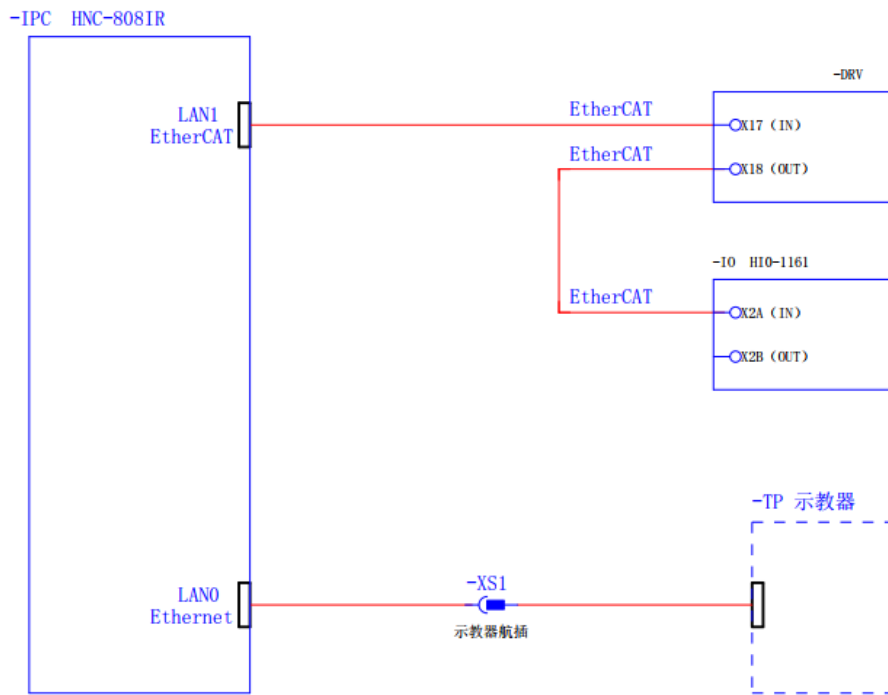 -IPC HNC-808IR
-DRV
LAN1
EtherCAT
EtherCAT
X17 (IN)
EtherCAT
X18 (OUT)
-IO HIO-1161
EtherCAT
X2A (IN)
X2B (OUT)
-TP 示教器
LAN0
Ethernet
-XS1
示教器航插